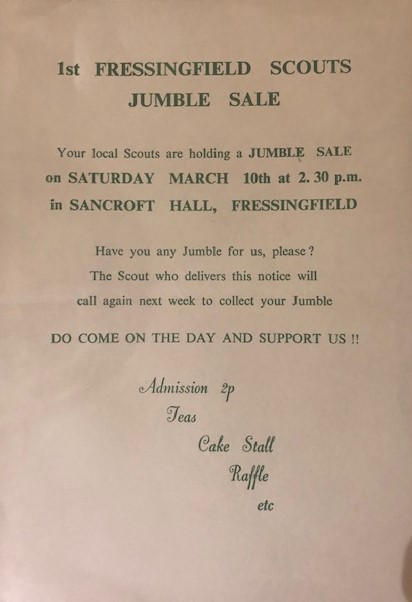 1st FRESSINGFIELD SCOUTS
JUMBLE SALE
Your local Scouts are holding a JUMBLE SALE
on SATURDAY MARCH 10th at 2.30 p.m.
in SANCROFT HALL, FRESSINGFIELD
Have you any Jumble for us, please?
The Scout who delivers this notice will
call again next week to collect your Jumble
DO COME ON THE DAY AND SUPPORT US !!
Admission 2p
Teas
Cake Stall
Raffle
etc